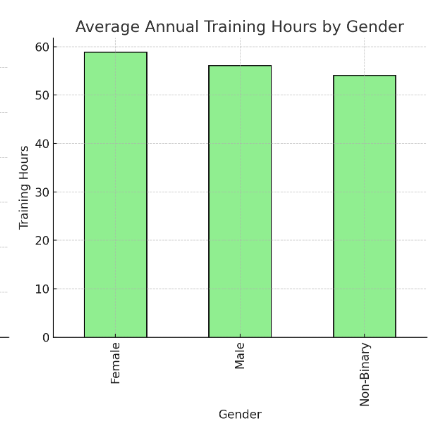 Average Annual Training Hours by Gender
60
50
40
30
20
10
0
Training Hours
Female
Male
Non-Binary
Gender